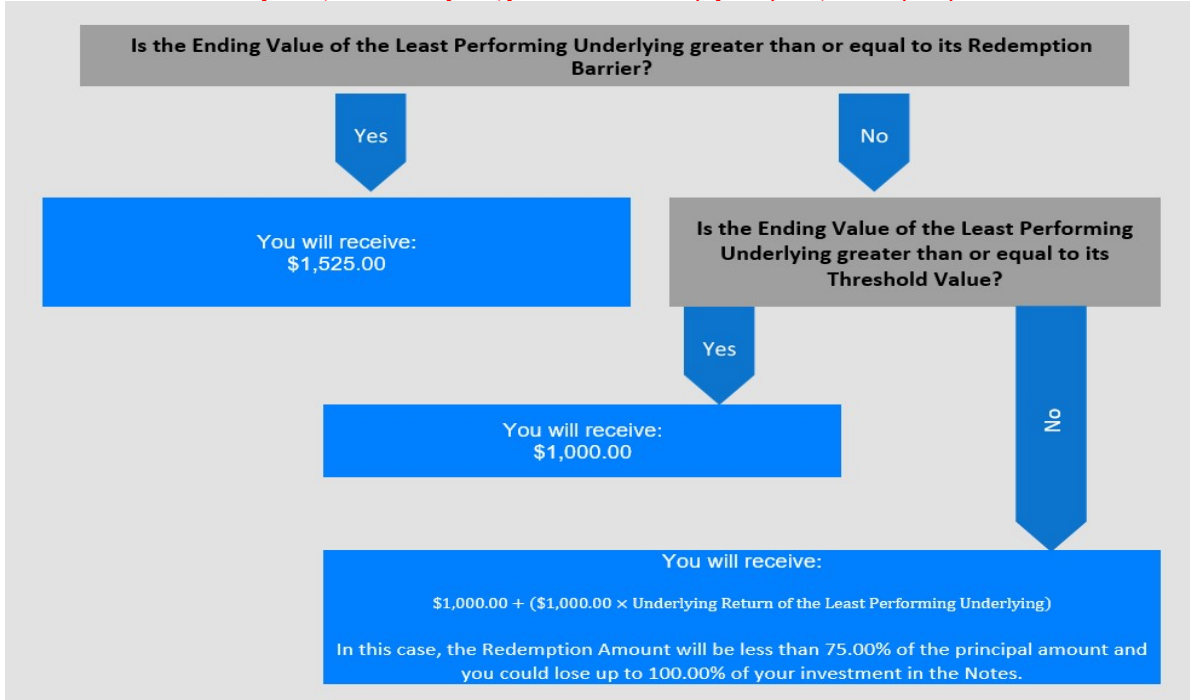 Is the Ending Value of the Least Performing Underlying greater than or equal to its Redemption
Barrier?
Yes
No
You will receive:
$1,525.00
Is the Ending Value of the Least Performing
Underlying greater than or equal to its
Threshold Value?
Yes
No
You will receive:
$1,000.00
You will receive:
$1,000.00 + ($1,000.00 × Underlying Return of the Least Performing Underlying)
In this case, the Redemption Amount will be less than 75.00% of the principal amount and
you could lose up to 100.00% of your investment in the Notes.